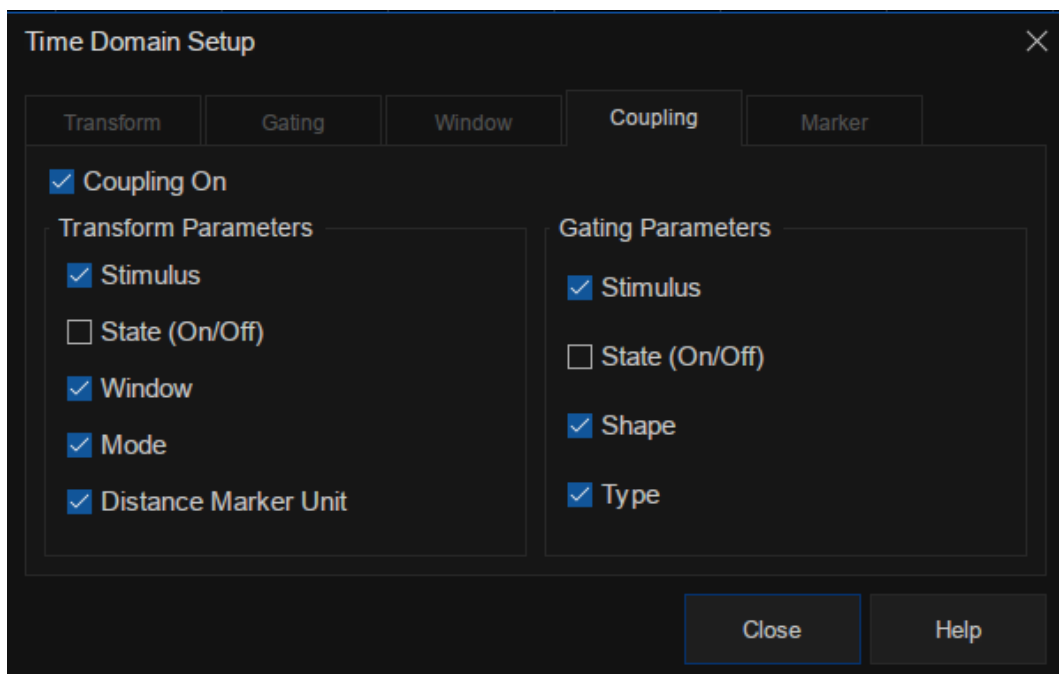 Time Domain Setup
Transform
Gating
Window
Coupling
Marker
Coupling On
Transform Parameters
Stimulus
State (On/Off)
Window
Mode
Distance Marker Unit
Gating Parameters
Stimulus
State (On/Off)
Shape
Type
Close
Help